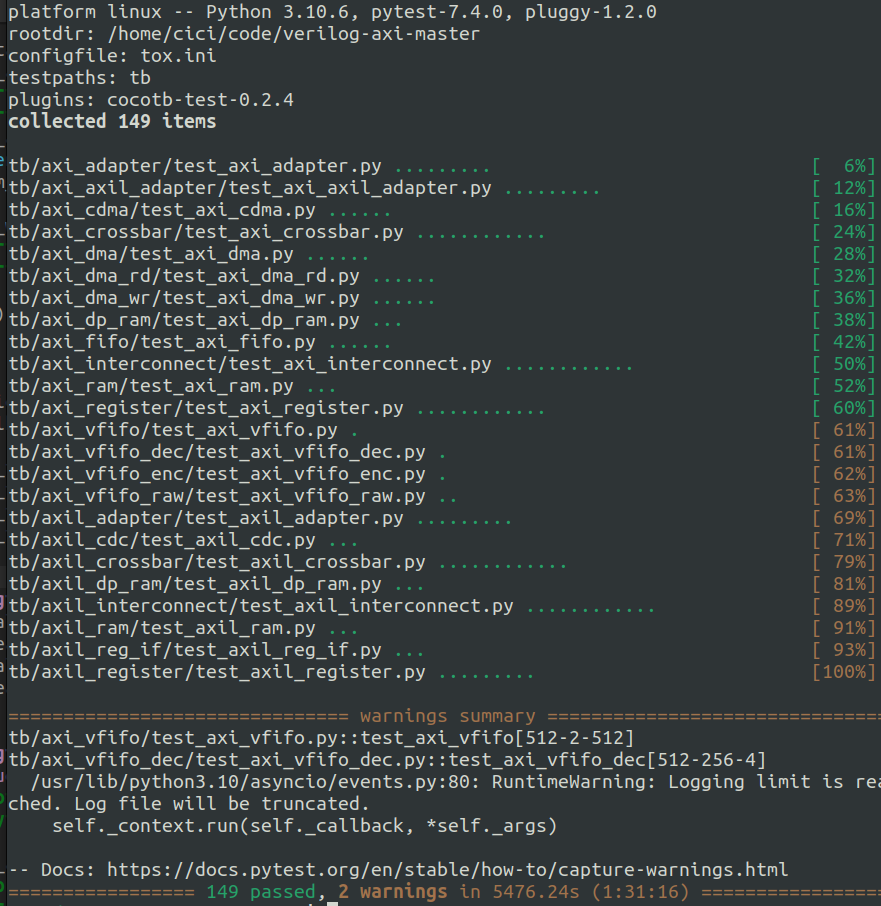 platform linux -- Python 3.10.6, pytest-7.4.0, pluggy-1.2.0
rootdir: /home/cici/code/verilog-axi-master
configfile: tox.ini
testpaths: tb
plugins: cocotb-test-0.2.4
collected 149 items
tb/axi_adapter/test_axi_adapter.py ......... [  6%]
tb/axi_axil_adapter/test_axi_axil_adapter.py ......... [ 12%]
tb/axi_cdma/test_axi_cdma.py ...... [ 16%]
tb/axi_crossbar/test_axi_crossbar.py ............ [ 24%]
tb/axi_dma/test_axi_dma.py ...... [ 28%]
tb/axi_dma_rd/test_axi_dma_rd.py ...... [ 32%]
tb/axi_dma_wr/test_axi_dma_wr.py ...... [ 36%]
tb/axi_dp_ram/test_axi_dp_ram.py ... [ 38%]
tb/axi_fifo/test_axi_fifo.py ...... [ 42%]
tb/axi_interconnect/test_axi_interconnect.py ............ [ 50%]
tb/axi_ram/test_axi_ram.py ... [ 52%]
tb/axi_register/test_axi_register.py ............ [ 60%]
tb/axi_vfifo/test_axi_vfifo.py . [ 61%]
tb/axi_vfifo_dec/test_axi_vfifo_dec.py . [ 61%]
tb/axi_vfifo_enc/test_axi_vfifo_enc.py . [ 62%]
tb/axi_vfifo_raw/test_axi_vfifo_raw.py .. [ 63%]
tb/axil_adapter/test_axil_adapter.py ......... [ 69%]
tb/axil_cdc/test_axil_cdc.py ... [ 71%]
tb/axil_crossbar/test_axil_crossbar.py ............ [ 79%]
tb/axil_dp_ram/test_axil_dp_ram.py ... [ 81%]
tb/axil_interconnect/test_axil_interconnect.py ............ [ 89%]
tb/axil_ram/test_axil_ram.py ... [ 91%]
tb/axil_reg_if/test_axil_reg_if.py ... [ 93%]
tb/axil_register/test_axil_register.py ......... [100%]
=============================== warnings summary ===============================
tb/axi_vfifo/test_axi_vfifo.py::test_axi_vfifo[512-2-512]
tb/axi_vfifo_dec/test_axi_vfifo_dec.py::test_axi_vfifo_dec[512-256-4]
  /usr/lib/python3.10/asyncio/events.py:80: RuntimeWarning: Logging limit is rea
ched. Log file will be truncated.
    self._context.run(self._callback, *self._args)
-- Docs: https://docs.pytest.org/en/stable/how-to/capture-warnings.html
================= 149 passed, 2 warnings in 5476.24s (1:31:16) =================